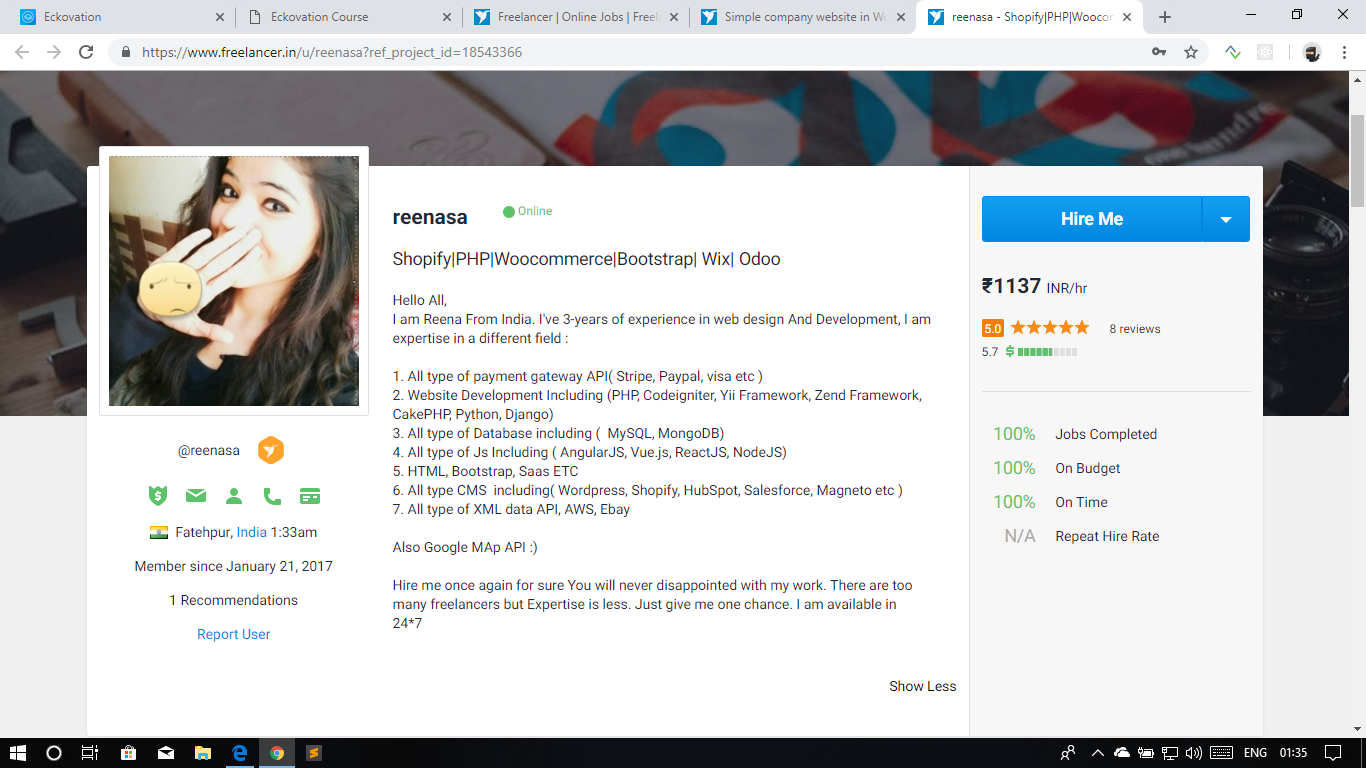 Eckovation
Eckovation Course
Freelancer | Online Jobs | Freel
Simple company website in Wo
reenasa - Shopify|PHP|Woocom
https://www.freelancer.in/u/reenasa?ref_project_id=18543366
reenasa
Online
Shopify|PHP|Woocommerce|Bootstrap| Wix| Odoo
Hello All,
I am Reena From India. I've 3-years of experience in web design And Development, I am
expertise in a different field :
1. All type of payment gateway API( Stripe, Paypal, visa etc )
2. Website Development Including (PHP, Codeigniter, Yii Framework, Zend Framework,
CakePHP, Python, Django)
3. All type of Database including (  MySQL, MongoDB)
4. All type of Js Including ( AngularJS, Vue.js, ReactJS, NodeJS)
5. HTML, Bootstrap, Saas ETC
6. All type CMS  including( Wordpress, Shopify, HubSpot, Salesforce, Magneto etc )
7. All type of XML data API, AWS, Ebay
Also Google MAp API :)
Hire me once again for sure You will never disappointed with my work. There are too
many freelancers but Expertise is less. Just give me one chance. I am available in
24*7
Show Less
@reenasa
Fatehpur, India 1:33am
Member since January 21, 2017
1 Recommendations
Report User
Hire Me
₹1137 INR/hr
5.0 8 reviews
5.7 $
100% Jobs Completed
100% On Budget
100% On Time
N/A Repeat Hire Rate
ENG 01:35